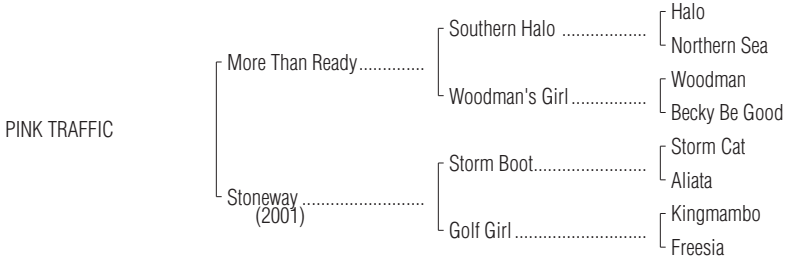 Halo
Southern Halo ..................
Northern Sea
More Than Ready..............
Woodman
Woodman's Girl ................
Becky Be Good
PINK TRAFFIC
Storm Cat
Storm Boot........................
Aliata
Stoneway ..........................
(2001)
Kingmambo
Golf Girl ............................
Freesia